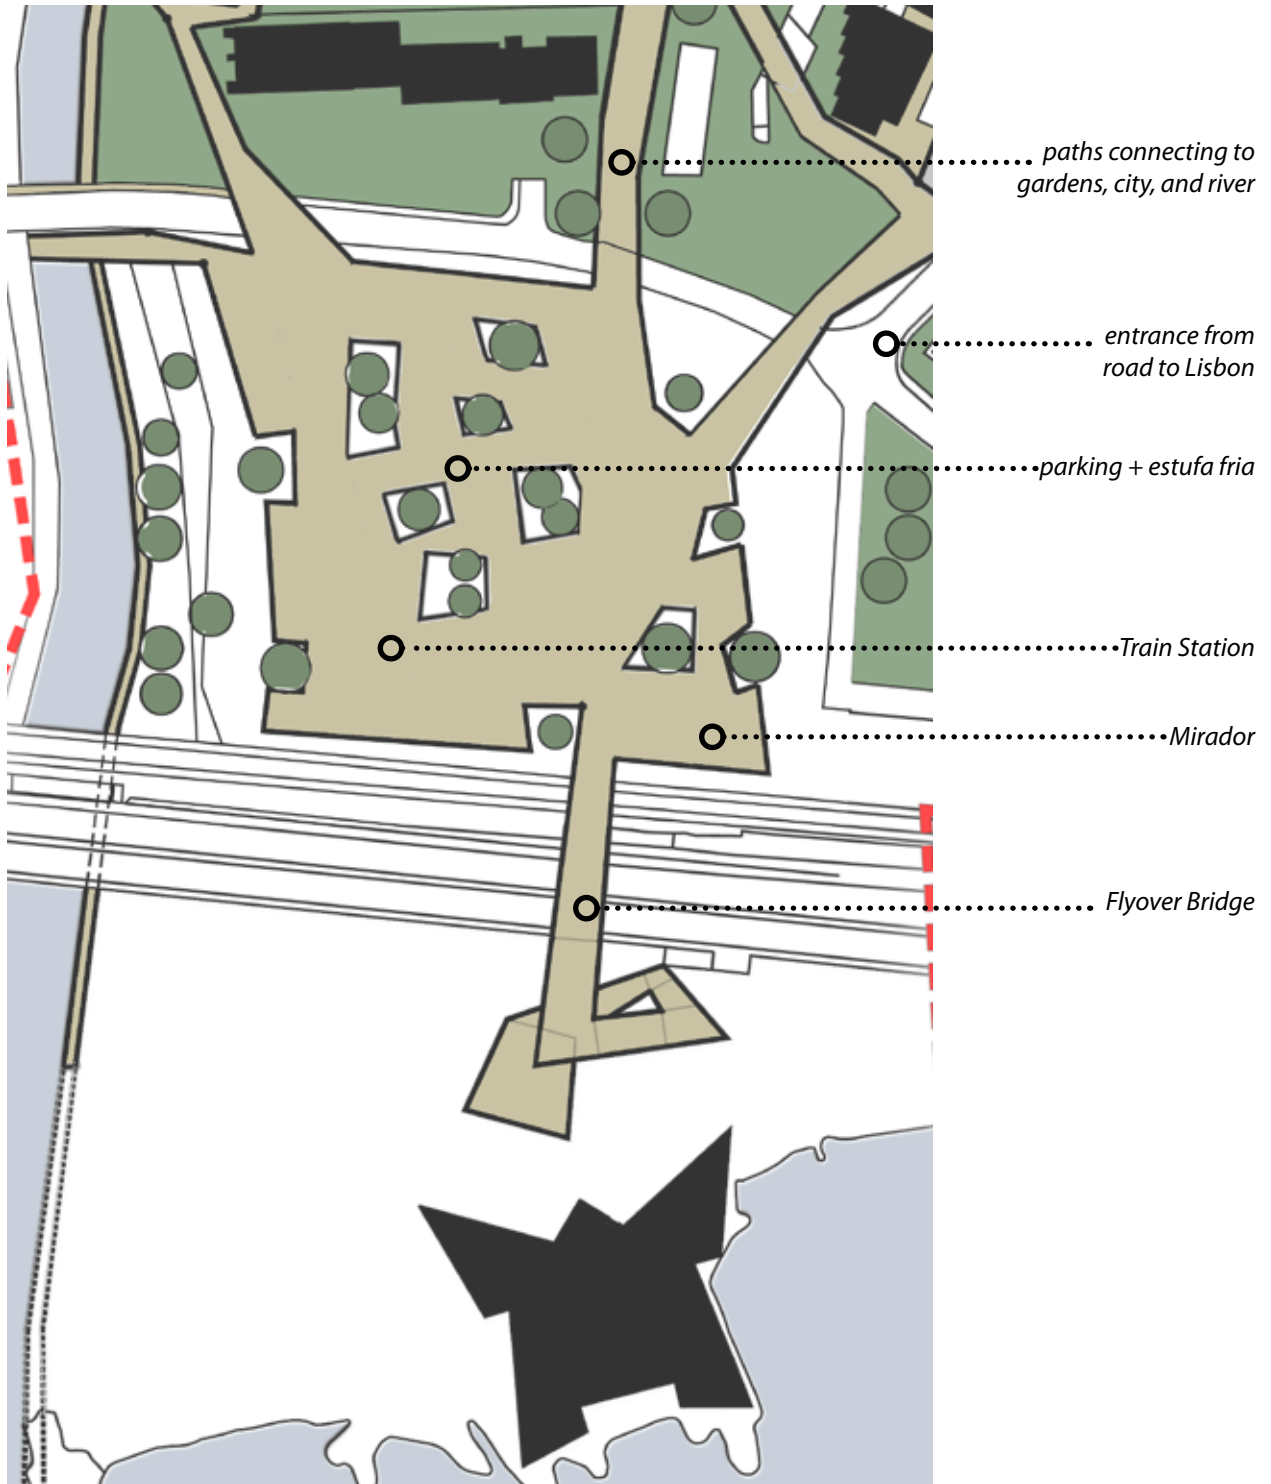 paths connecting to
gardens, city, and river
entrance from
road to Lisbon
parking + estufa fria
Train Station
Mirador
Flyover Bridge